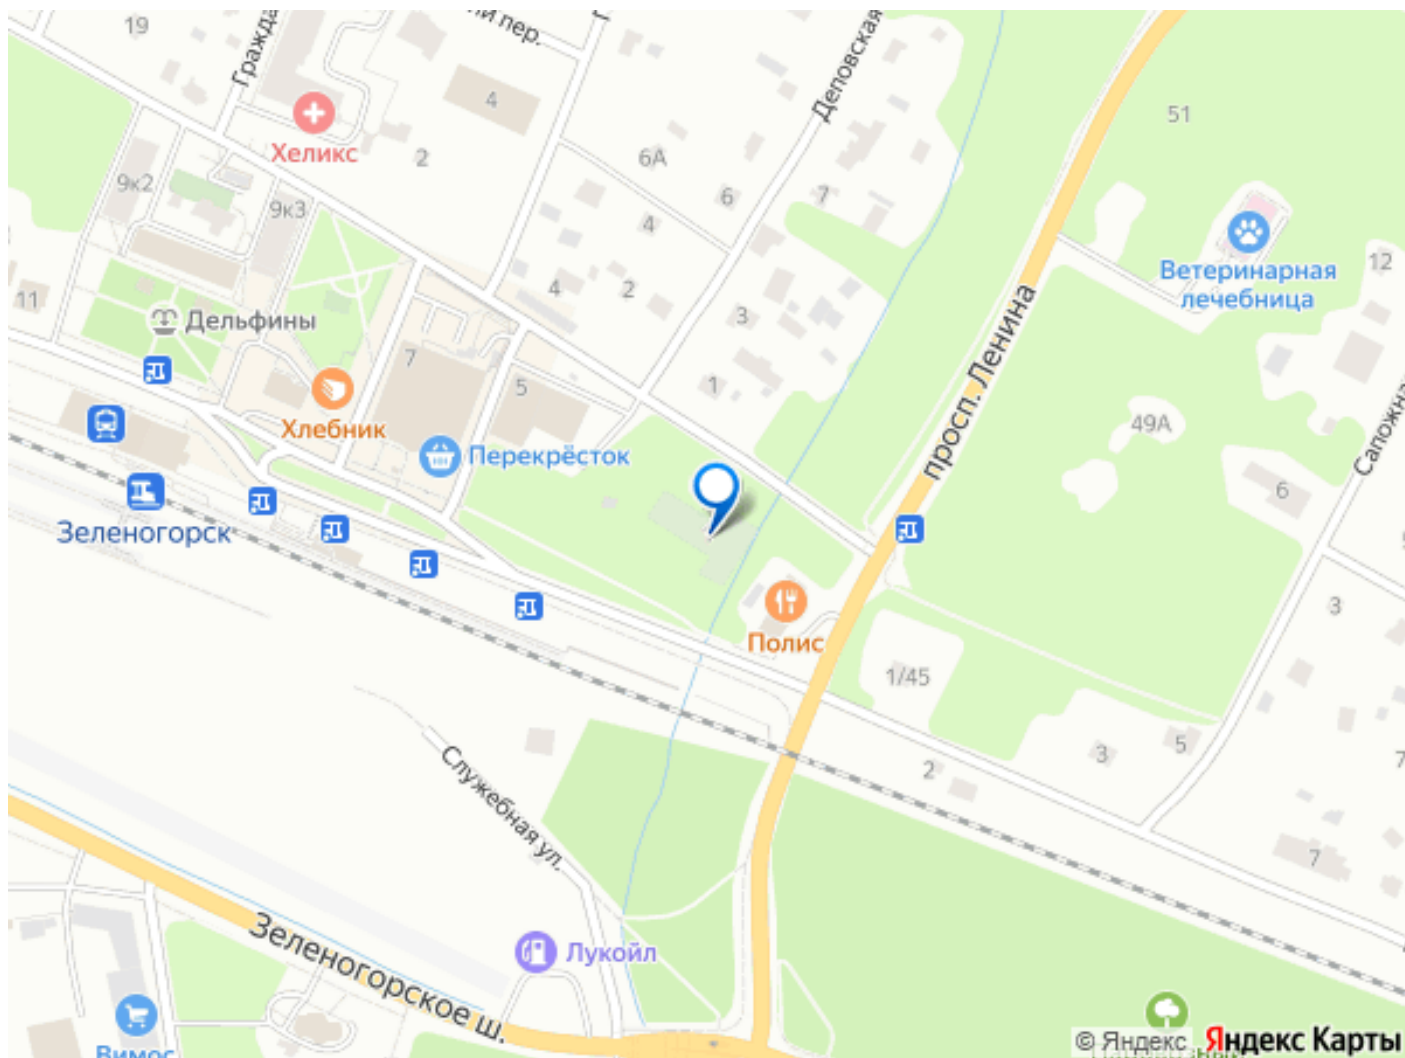 19
Гражда
ий пер.
4
Деповская
51
Хеликс
2
6А
9к2
6
7
9к3
4
Ветеринарная
лечебница
12
11
4
2
Дельфины
3
просп. Ленина
7
5
1
49А
Сапожна
Хлебник
Перекрёсток
6
Зеленогорск
3
Полис
1/45
3
5
2
7
Служебная ул.
7
Зеленогорское ш.
Лукойл
Вимос
© Яндекс Яндекс Карты